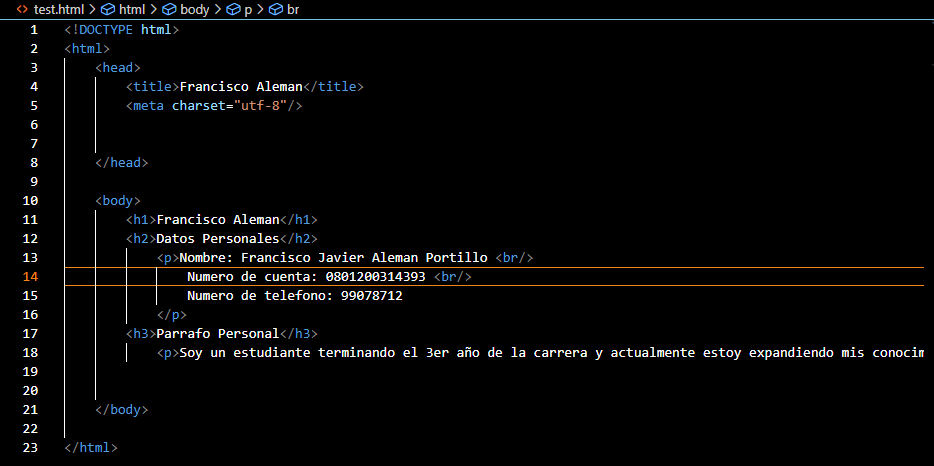 test.html > html > body > p > br
1 <!DOCTYPE html>
2 <html>
3 <head>
4 <title>Francisco Aleman</title>
5 <meta charset="utf-8"/>
6
7
8 </head>
9
10 <body>
11 <h1>Francisco Aleman</h1>
12 <h2>Datos Personales</h2>
13 <p>Nombre: Francisco Javier Aleman Portillo <br/>
14 Numero de cuenta: 0801200314393 <br/>
15 Numero de telefono: 99078712
16 </p>
17 <h3>Parrafo Personal</h3>
18 <p>Soy un estudiante terminando el 3er año de la carrera y actualmente estoy expandiendo mis conocim
19
20
21 </body>
22
23 </html>